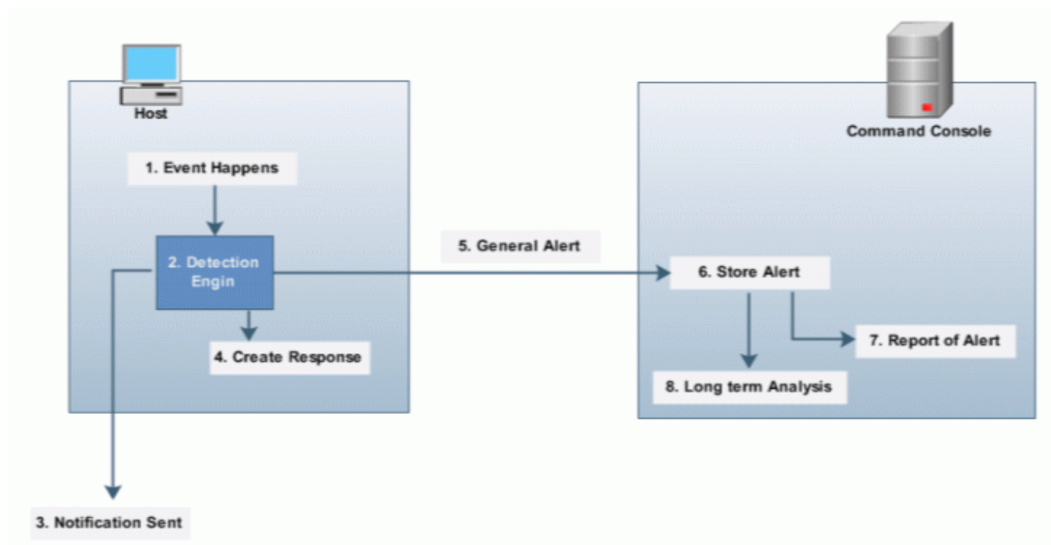 Host
Command Console
1. Event Happens
2. Detection
Engin
5. General Alert
6. Store Alert
4. Create Response
7. Report of Alert
8. Long term Analysis
3. Notification Sent